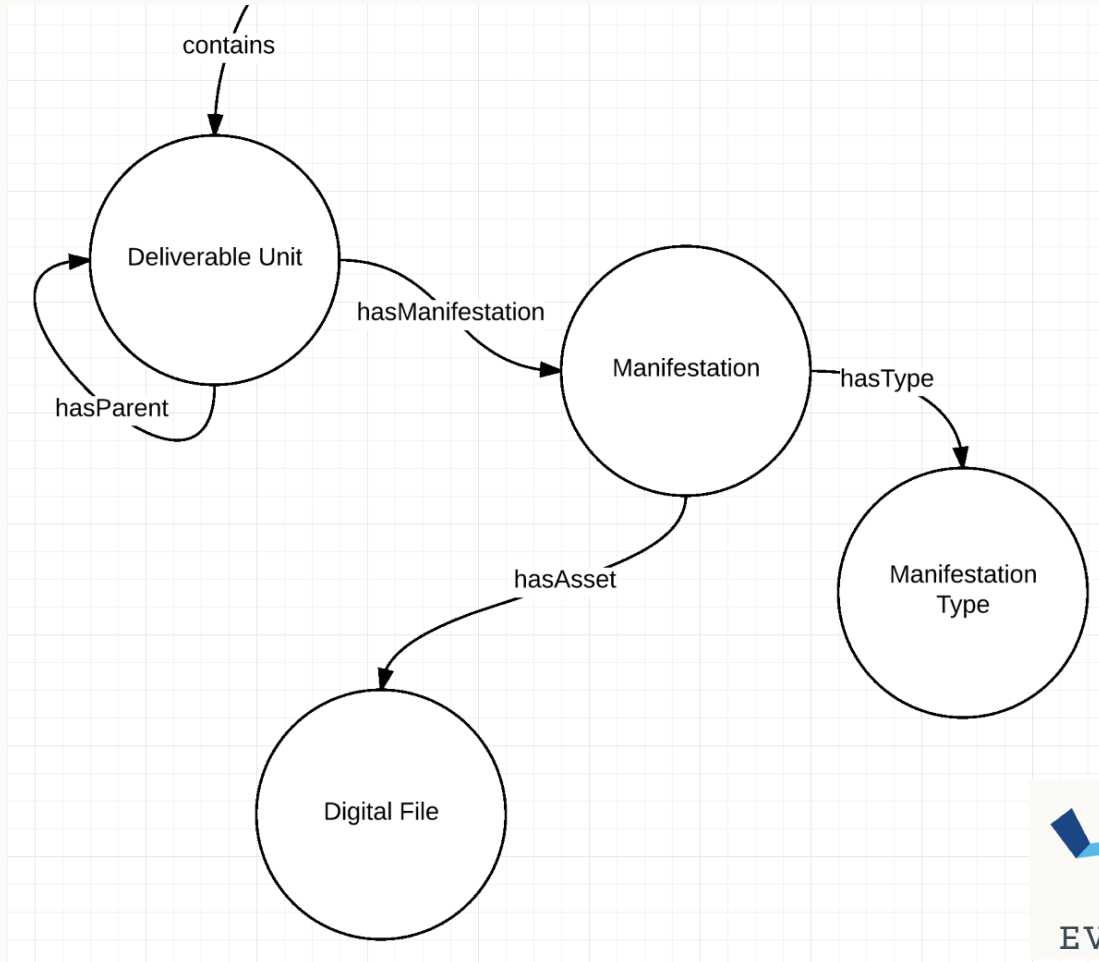 contains
Deliverable Unit
hasManifestation
Manifestation
hasType
hasParent
hasAsset
Manifestation
Type
Digital File
EV